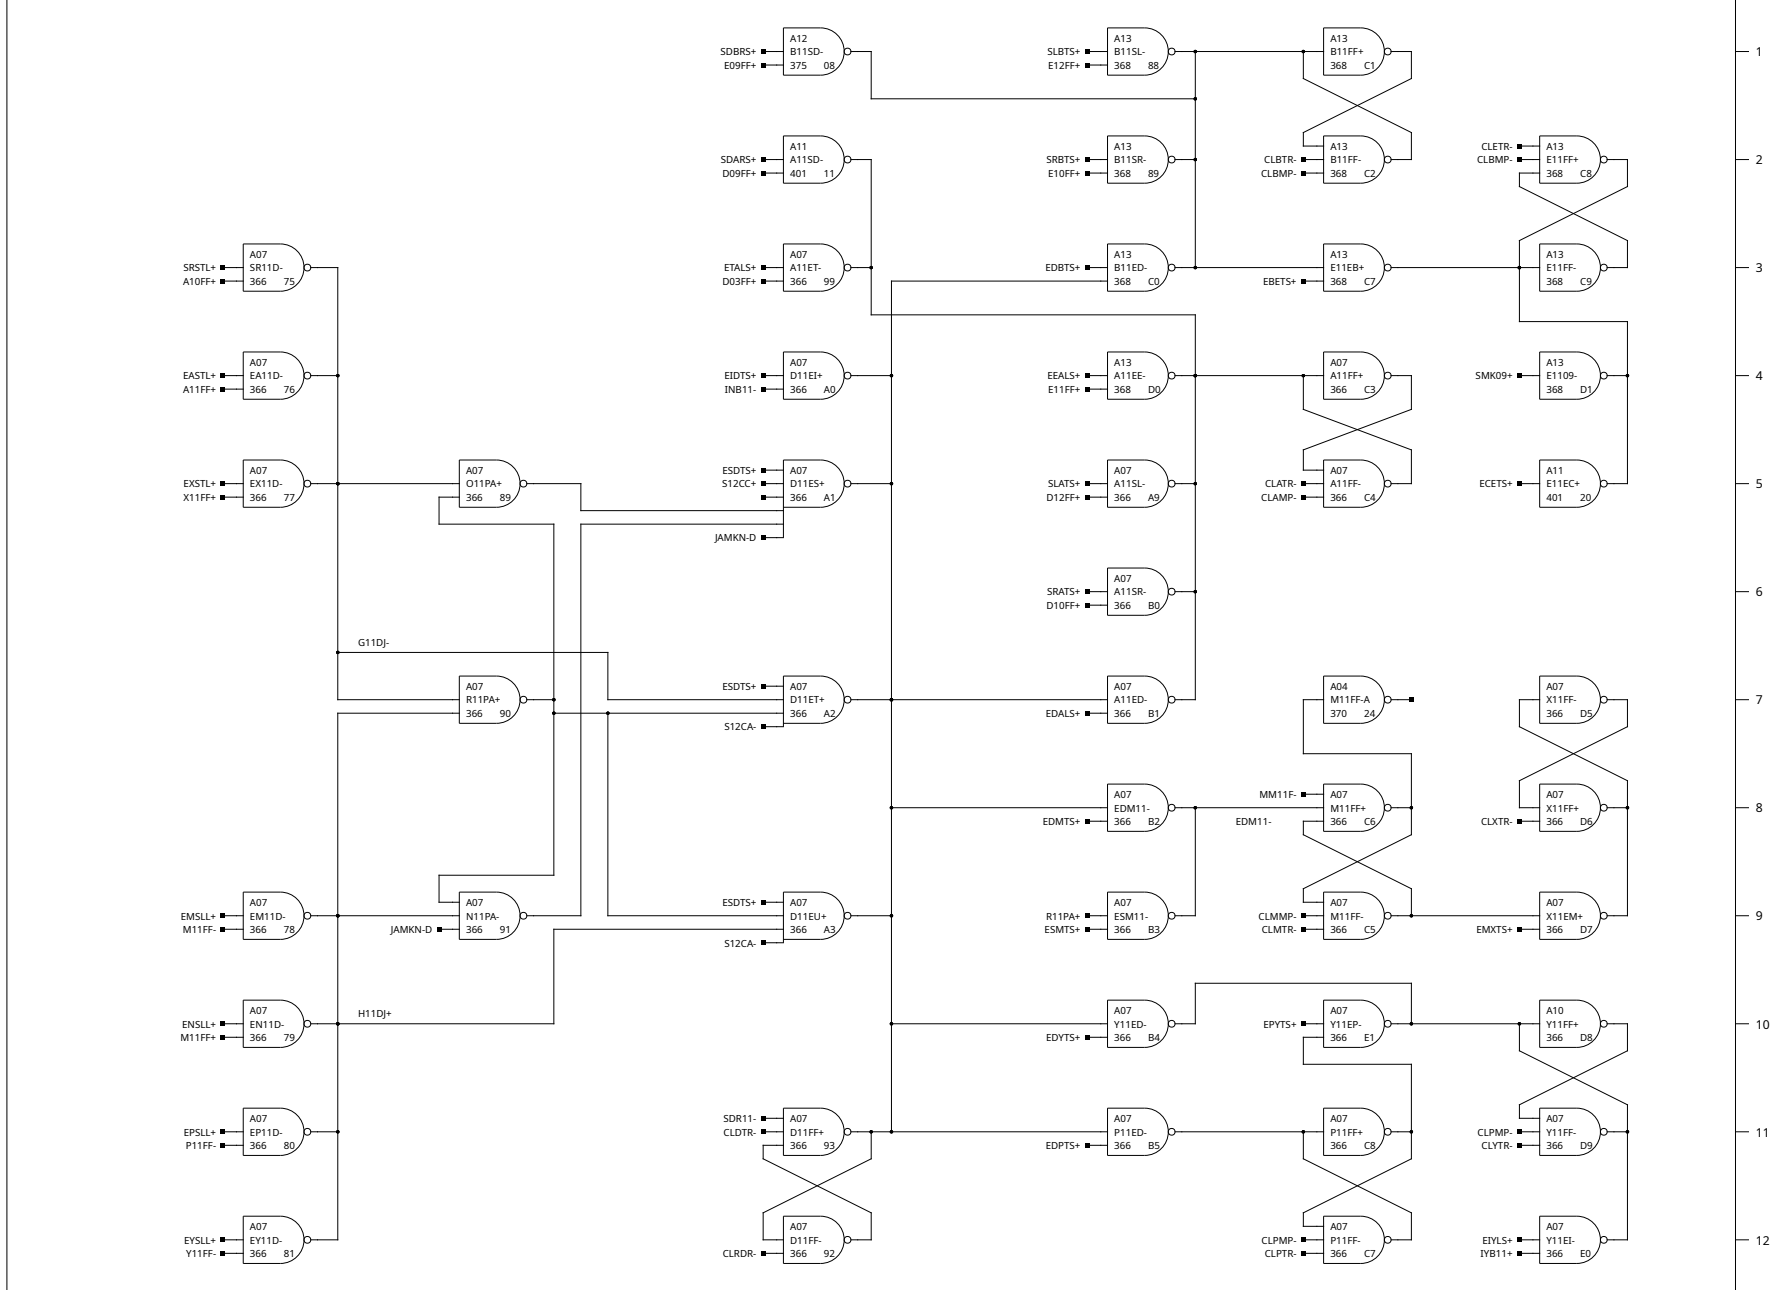 A12
SDBRS+ B11SD-
E09FF+ 375 08
A13
SLBTS+ B11SL-
E12FF+ 368 88
A13
B11FF+
368 C1
1
A11
SDARS+ A11SD-
D09FF+ 401 11
A13
SRBTS+ B11SR-
E10FF+ 368 89
A13
CLBTR- B11FF-
CLBMP- 368 C2
CLETR- A13
CLBMP- E11FF+
368 C8
2
A07
SRSTL+ SR11D-
A10FF+ 366 75
A07
ETALS+ A11ET-
D03FF+ 366 99
A13
EDBTS+ B11ED-
368 C0
A13
E11EB+
EBETS+ 368 C7
A13
E11FF-
368 C9
3
A07
EASTL+ EA11D-
A11FF+ 366 76
A07
EIDTS+ D11EI+
INB11- 366 A0
A13
EEALS+ A11EE-
E11FF+ 368 D0
A07
A11FF+
366 C3
A13
SMK09+ E1109-
368 D1
4
A07
EXSTL+ EX11D-
X11FF+ 366 77
A07
O11PA+
366 89
ESDTS+ A07
S12CC+ D11ES+
366 A1
JAMKN-D
A07
SLATS+ A11SL-
D12FF+ 366 A9
A07
CLATR- A11FF-
CLAMP- 366 C4
A11
ECETS+ E11EC+
401 20
5
A07
SRATS+ A11SR-
D10FF+ 366 B0
6
G11DJ-
A07
R11PA+
366 90
ESDTS+ A07
D11ET+
366 A2
S12CA-
A07
A11ED-
EDALS+ 366 B1
A04
M11FF-A
370 24
A07
X11FF-
366 D5
7
A07
EDM11-
EDMTS+ 366 B2
EDM11-
MM11F- A07
M11FF+
366 C6
A07
X11FF+
CLXTR- 366 D6
8
A07
EMSLL+ EM11D-
M11FF- 366 78
A07
N11PA-
JAMKN-D 366 91
ESDTS+ A07
D11EU+
366 A3
S12CA-
A07
R11PA+ ESM11-
ESMTS+ 366 B3
A07
CLMMP- M11FF-
CLMTR- 366 C5
A07
X11EM+
EMXTS+ 366 D7
9
A07
ENSLL+ EN11D-
M11FF+ 366 79
H11DJ+
A07
Y11ED-
EDYTS+ 366 B4
A07
EPYTS+ Y11EP-
366 E1
A10
Y11FF+
366 D8
10
A07
EPSLL+ EP11D-
P11FF- 366 80
SDR11- A07
CLDTR- D11FF+
366 93
A07
P11ED-
EDPTS+ 366 B5
A07
P11FF+
366 C8
A07
CLPMP- Y11FF-
CLYTR- 366 D9
11
A07
EYSLL+ EY11D-
Y11FF- 366 81
A07
D11FF-
CLRDR- 366 92
A07
CLPMP- P11FF-
CLPTR- 366 C7
A07
EIYLS+ Y11EI-
IYB11+ 366 E0
12